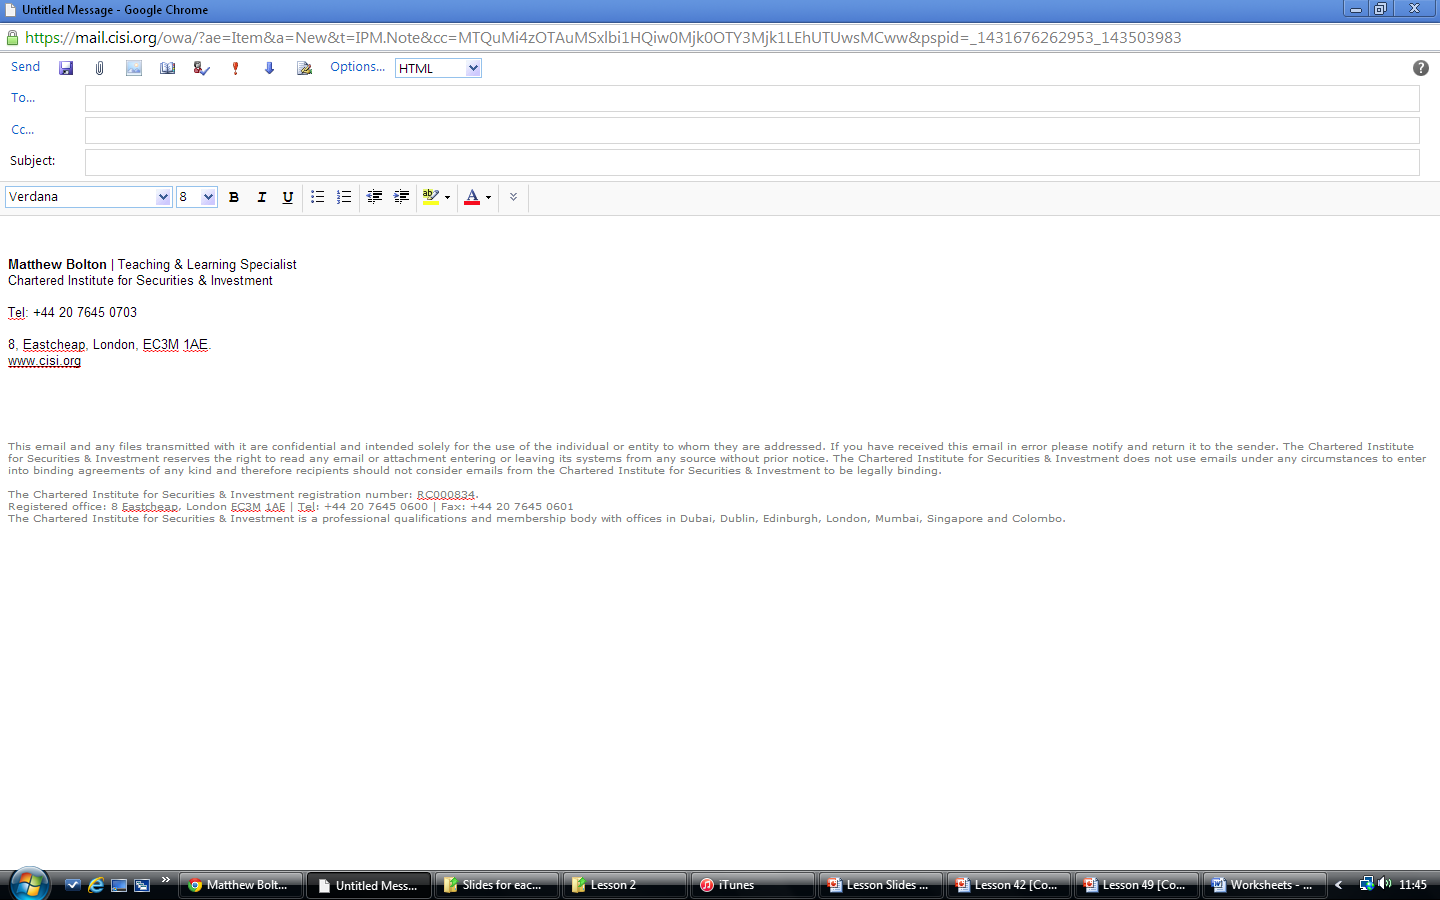 Untitled Message - Google Chrome
https://mail.cisi.org/owa/?ae=Item&a=New&t=IPM.Note&cc=MTQuMi4zOTAuMSxlbi1HQiw0Mjk0OTY3Mjk1LEhUTUwsMCww&pspid=_1431676262953_143503983
Send Options... HTML
To...
Cc...
Subject:
Verdana 8 B I U ab A
Matthew Bolton | Teaching & Learning Specialist
Chartered Institute for Securities & Investment
Tel: +44 20 7645 0703
8, Eastcheap, London, EC3M 1AE.
www.cisi.org
This email and any files transmitted with it are confidential and intended solely for the use of the individual or entity to whom they are addressed. If you have received this email in error please notify and return it to the sender. The Chartered Institute
for Securities & Investment reserves the right to read any email or attachment entering or leaving its systems from any source without prior notice. The Chartered Institute for Securities & Investment does not use emails under any circumstances to enter
into binding agreements of any kind and therefore recipients should not consider emails from the Chartered Institute for Securities & Investment to be legally binding.
The Chartered Institute for Securities & Investment registration number: RC000834.
Registered office: 8 Eastcheap, London EC3M 1AE | Tel: +44 20 7645 0600 | Fax: +44 20 7645 0601
The Chartered Institute for Securities & Investment is a professional qualifications and membership body with offices in Dubai, Dublin, Edinburgh, London, Mumbai, Singapore and Colombo.
Matthew Bolt... Untitled Mess... Slides for eac... Lesson 2 iTunes Lesson Slides ... Lesson 42 [Co... Lesson 49 [Co... Worksheets - ... 11:45